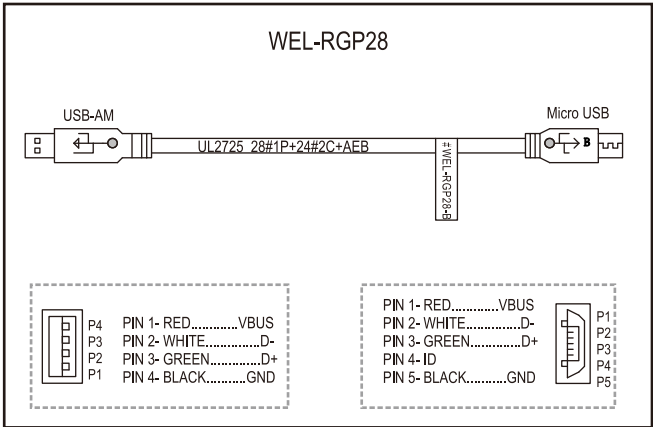 WEL-RGP28
USB-AM
Micro USB
B
UL2725 28#1P+24#2C+AEB
#WEL-RGP28-B
P4
P3
P2
P1
PIN 1- RED.............VBUS
PIN 2- WHITE............D-
PIN 3- GREEN...........D+
PIN 4- BLACK...........GND
PIN 1- RED.............VBUS
PIN 2- WHITE............D-
PIN 3- GREEN...........D+
PIN 4- ID
PIN 5- BLACK...........GND
P1
P2
P3
P4
P5